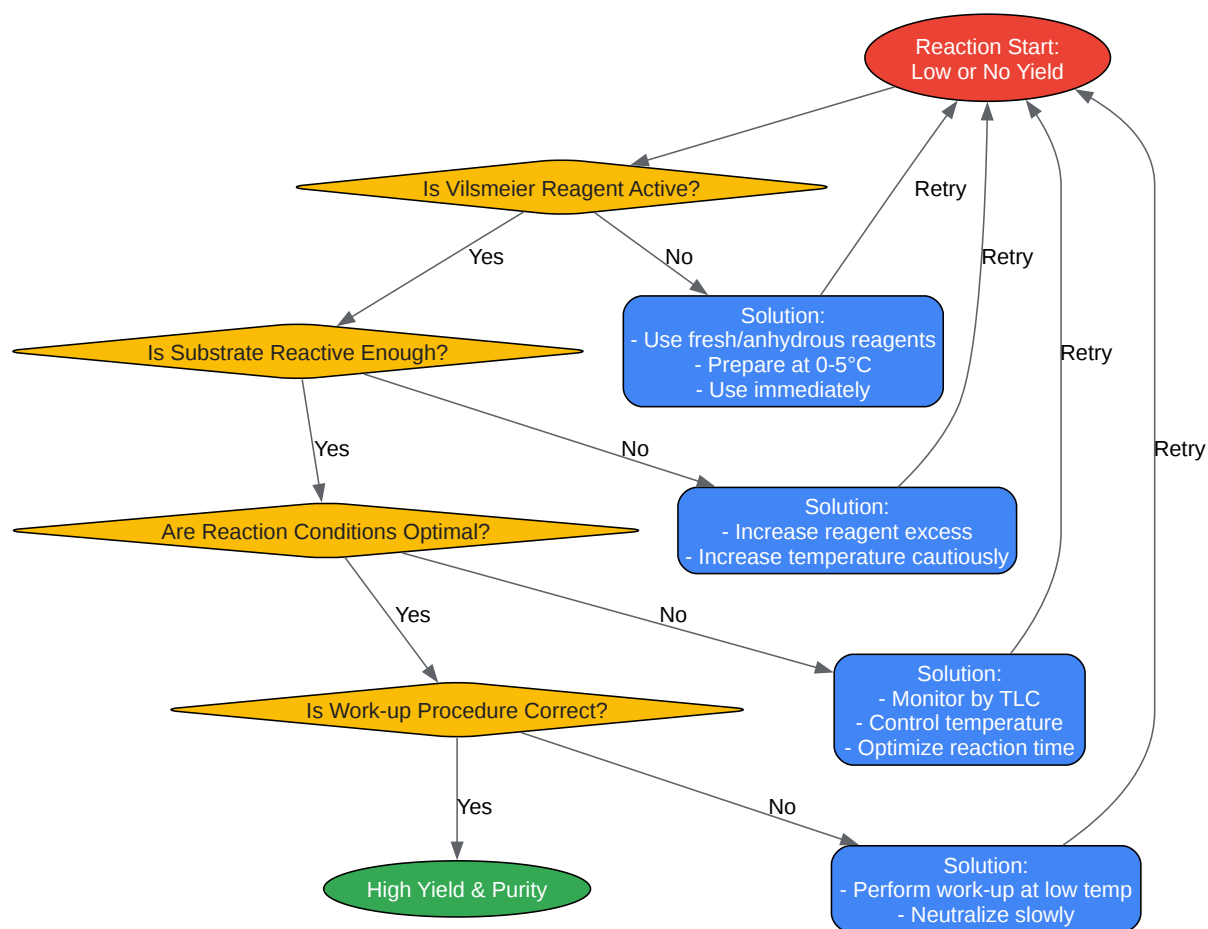 Reaction Start:
Low or No Yield
Is Vilsmeier Reagent Active?
Retry
Yes
No
Retry
Solution:
- Use fresh/anhydrous reagents
- Prepare at 0-5°C
- Use immediately
Is Substrate Reactive Enough?
Retry
Yes
No
Retry
Solution:
- Increase reagent excess
- Increase temperature cautiously
Are Reaction Conditions Optimal?
Yes
No
Solution:
- Monitor by TLC
- Control temperature
- Optimize reaction time
Is Work-up Procedure Correct?
Yes
No
Solution:
- Perform work-up at low temp
- Neutralize slowly
High Yield & Purity